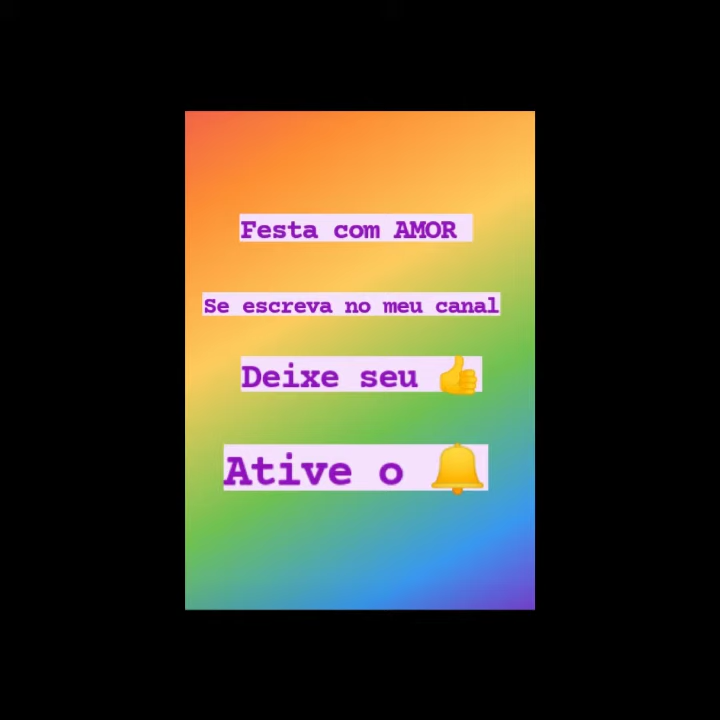 Festa com AMOR
Se escreva no meu canal
Deixe seu 👍
Ative o 🔔